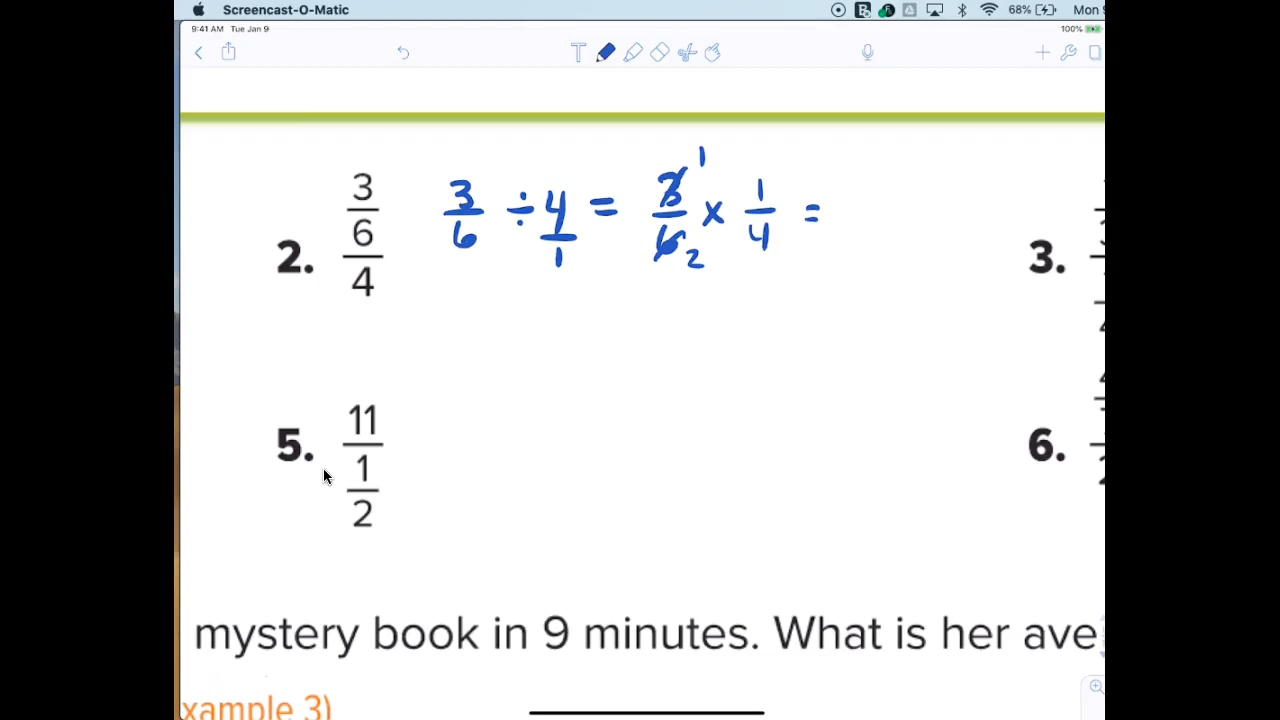 Screencast-O-Matic 68% Mon
9:41 AM Tue Jan 9 100%
T
2. 3/6/4 3/6 ÷ 4/1 = 3/6 x 1/4 =
1
2
3.
5. 11/1/2
6.
mystery book in 9 minutes. What is her ave
xample 3)